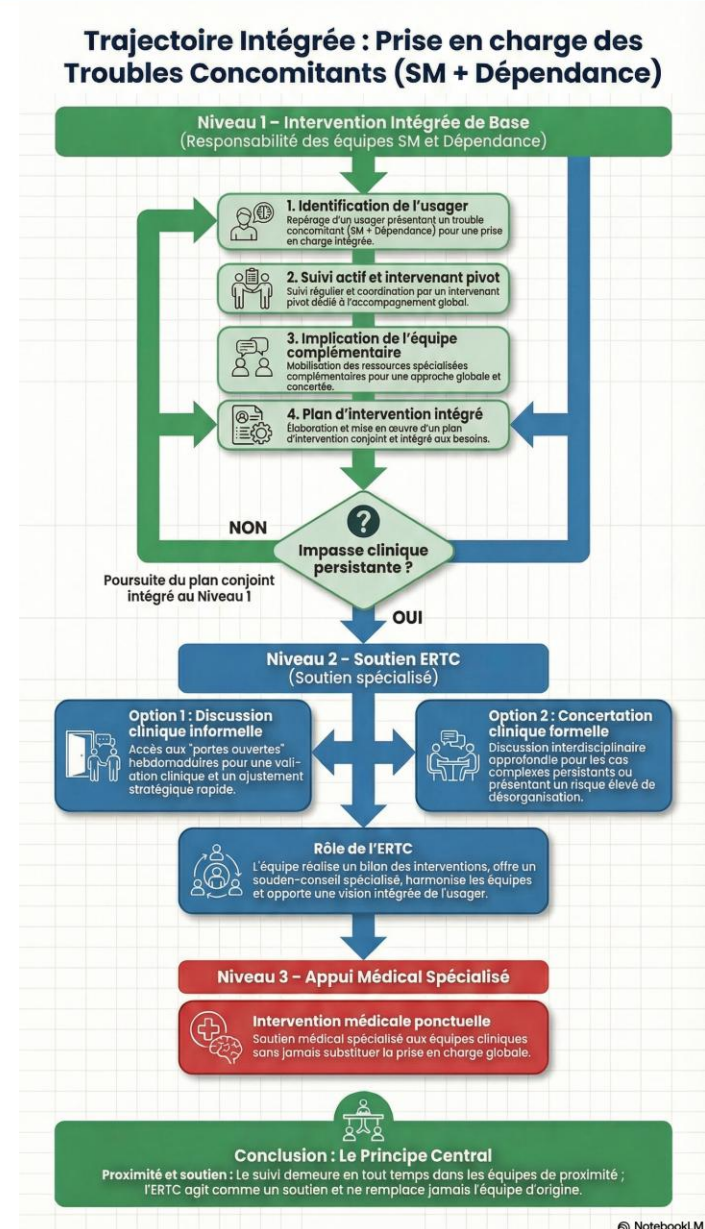 Trajectoire Intégrée : Prise en charge des
Troubles Concomitants (SM + Dépendance)
Niveau 1 – Intervention Intégrée de Base
(Responsabilité des équipes SM et Dépendance)
1. Identification de l'usager
Repérage d'un usager présentant un trouble
concomitant (SM + Dépendance) pour une prise
en charge intégrée.
2. Suivi actif et intervenant pivot
Suivi régulier et coordination par un intervenant
pivot dédié à l'accompagnement global.
3. Implication de l'équipe
complémentaire
Mobilisation des ressources spécialisées
complémentaires pour une approche globale et
concertée.
4. Plan d'intervention intégré
Élaboration et mise en œuvre d'un plan
d'intervention conjoint et intégré aux besoins.
?
Impasse clinique
persistante ?
NON
Poursuite du plan conjoint
intégré au Niveau 1
OUI
Niveau 2 - Soutien ERTC
(Soutien spécialisé)
Option 1 : Discussion
clinique informelle
Accès aux "portes ouvertes"
hebdomaduires pour une vali-
ation clinique et un ajustement
stratégique rapide.
Option 2 : Concertation
clinique formelle
Discussion interdisciplinaire
approfondie pour les cas
complexes persistants ou
présentant un risque élevé de
désorganisation.
Rôle de l'ERTC
L'équipe réalise un bilan des interventions, offre un
souden-conseil spécialisé, harmonise les équipes
et opporte une vision intégrée de l'usager.
Niveau 3 – Appui Médical Spécialisé
Intervention médicale ponctuelle
Soutien médical spécialisé aux équipes cliniques
sans jamais substituer la prise en charge globale.
Conclusion : Le Principe Central
Proximité et soutien : Le suivi demeure en tout temps dans les équipes de proximité ;
l'ERTC agit comme un soutien et ne remplace jamais l'équipe d'origine.
NotebookLM